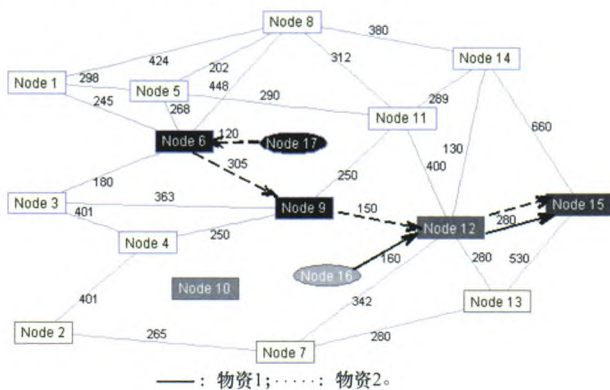 Node 8
424
380
202
Node 14
298
448
312
Node 1
Node 5
245
268
290
289
Node 11
Node 6
120
Node 17
660
130
400
305
250
180
363
Node 3
Node 9
150
Node 15
401
280
Node 12
Node 4
250
160
Node 16
280
530
Node 10
401
342
Node 13
Node 2
265
280
Node 7
——: 物资1; ·····: 物资2。